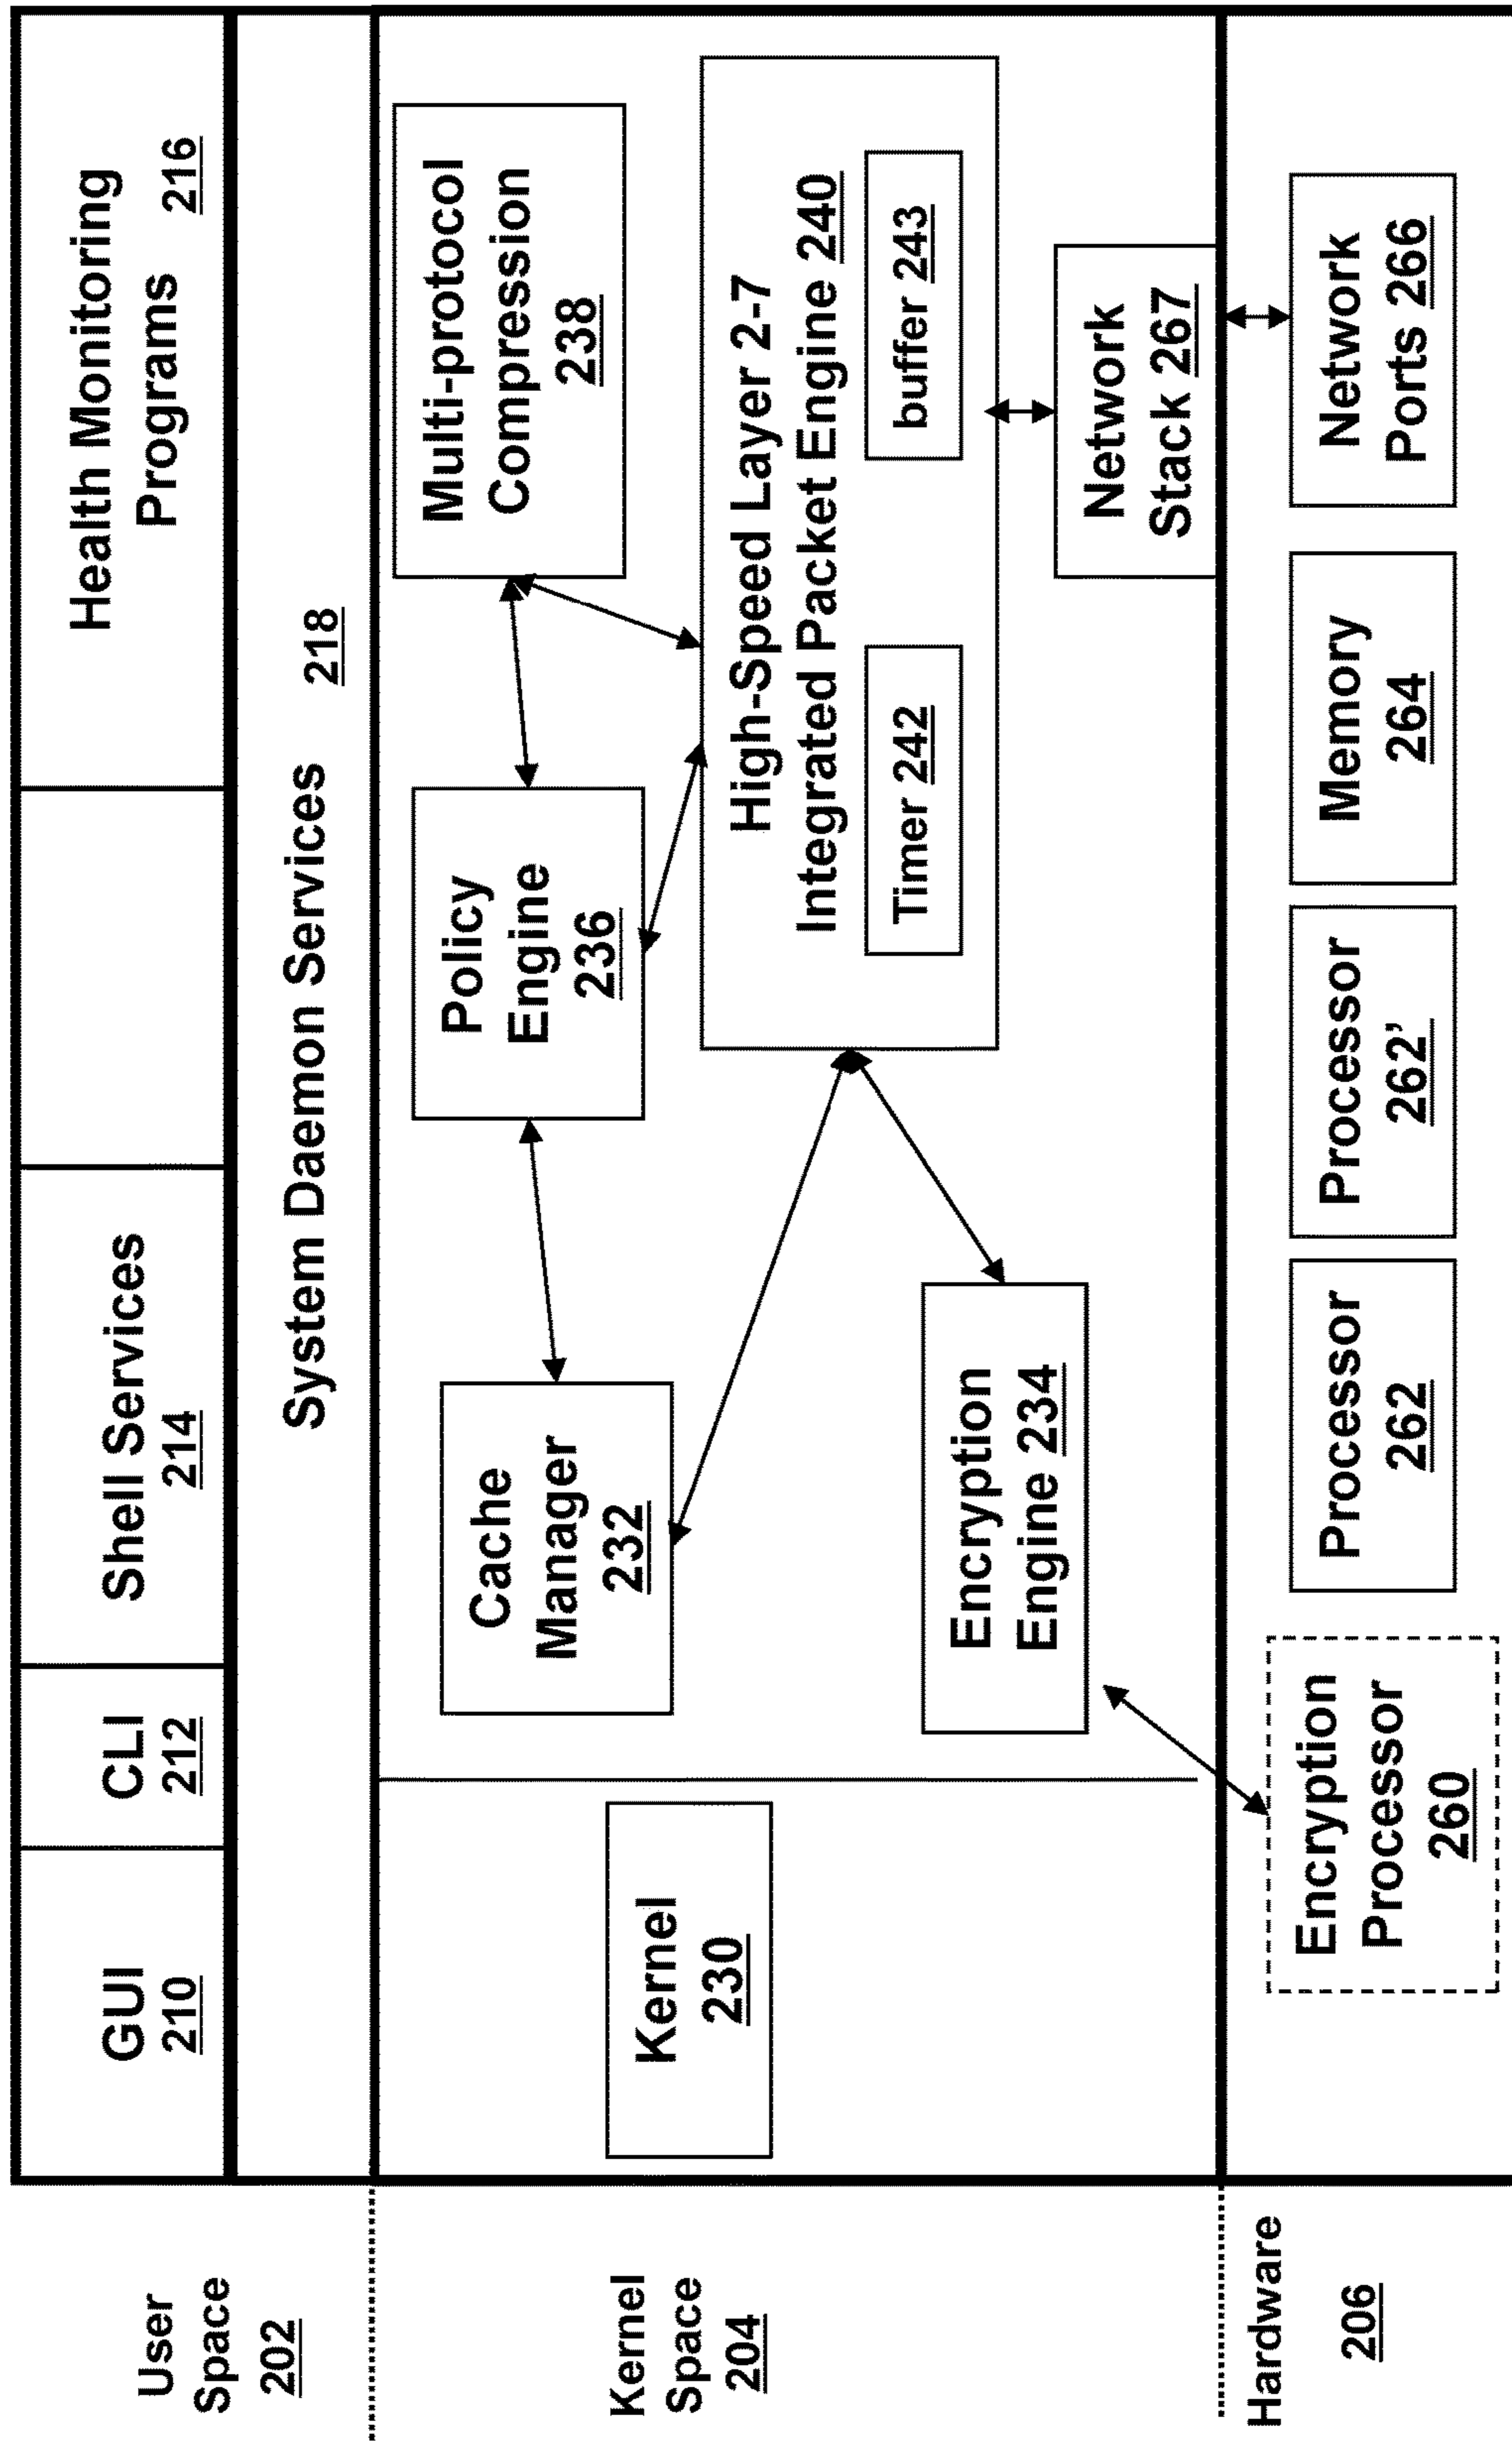 User
Space
202
GUI
210
CLI
212
Shell Services
214
Health Monitoring
Programs 216
System Daemon Services 218
Kernel
Space
204
Kernel
230
Cache
Manager
232
Policy
Engine
236
Multi-protocol
Compression
238
High-Speed Layer 2-7
Integrated Packet Engine 240
Timer 242
buffer 243
Encryption
Engine 234
Network
Stack 267
Hardware
206
Encryption
Processor
260
Processor
262
Processor
262’
Memory
264
Network
Ports 266